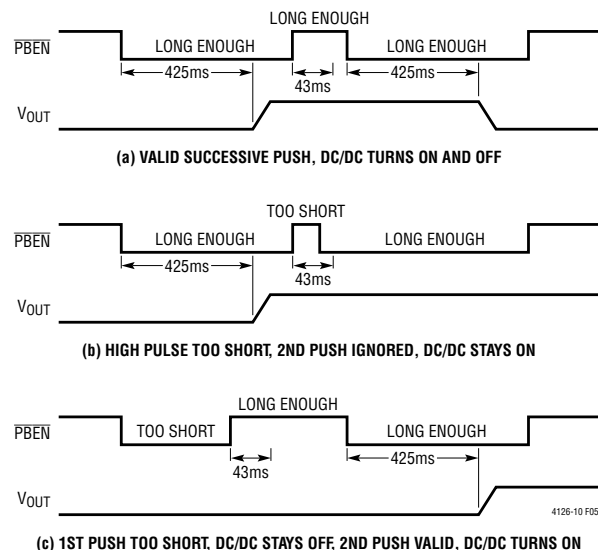 LONG ENOUGH
PBEN LONG ENOUGH LONG ENOUGH
425ms 43ms 425ms
VOUT
(a) VALID SUCCESSIVE PUSH, DC/DC TURNS ON AND OFF
TOO SHORT
PBEN LONG ENOUGH LONG ENOUGH
425ms 43ms
VOUT
(b) HIGH PULSE TOO SHORT, 2ND PUSH IGNORED, DC/DC STAYS ON
LONG ENOUGH
PBEN TOO SHORT LONG ENOUGH
43ms 425ms
VOUT
4126-10 F05
(c) 1ST PUSH TOO SHORT, DC/DC STAYS OFF, 2ND PUSH VALID, DC/DC TURNS ON